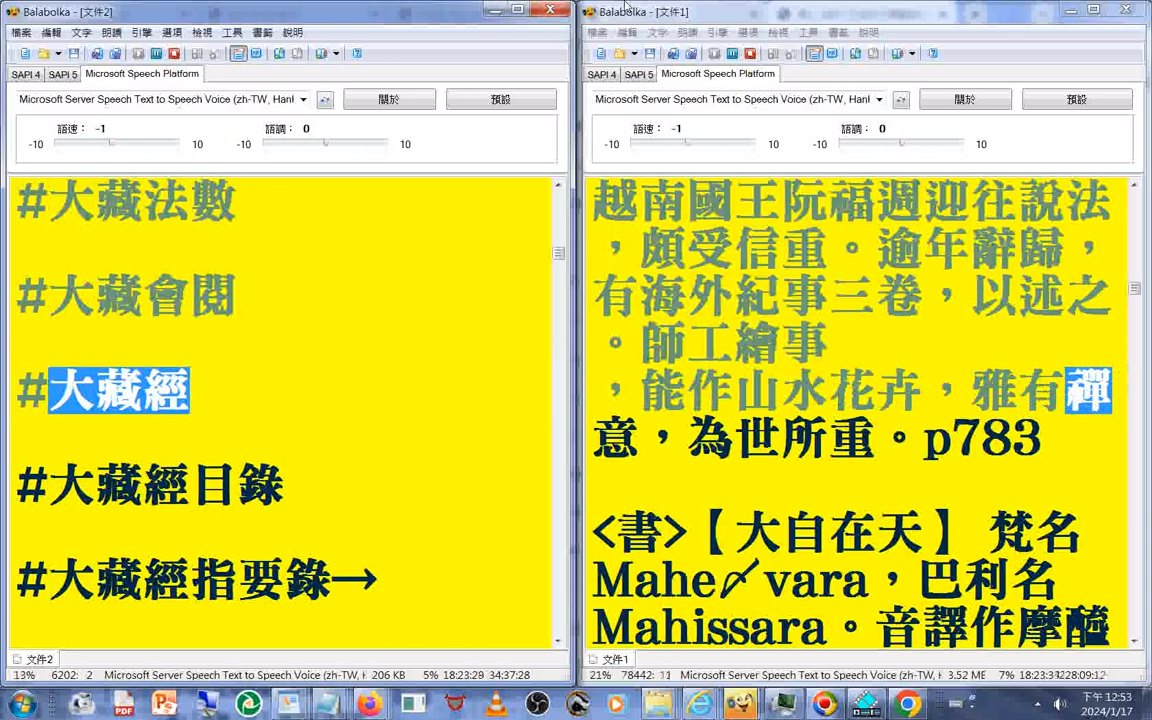 Balabolka - [文件2]
檔案 編輯 文字 朗讀 引擎 選項 檢視 工具 書籤 說明
SAPI 4 SAPI 5 Microsoft Speech Platform
Microsoft Server Speech Text to Speech Voice (zh-TW, Hanl
關於 預設
語速： -1 語調： 0
-10 10 -10 10
#大藏法數
#大藏會閱
#大藏經
#大藏經目錄
#大藏經指要錄→
文件2
13% 6202: 2 Microsoft Server Speech Text to Speech Voice (zh-TW, H 206 KB 5% 18:23:29 34:37:28
Balabolka - [文件1]
檔案 編輯 文字 朗讀 引擎 選項 檢視 工具 書籤 說明
SAPI 4 SAPI 5 Microsoft Speech Platform
Microsoft Server Speech Text to Speech Voice (zh-TW, Hanl
關於 預設
語速： -1 語調： 0
-10 10 -10 10
越南國王阮福週迎往說法
，頗受信重。逾年辭歸，
有海外紀事三卷，以述之
。師工繪事
，能作山水花卉，雅有禪
意，為世所重。p783
<書>【大自在天】 梵名
Mahe〆vara，巴利名
Mahissara。音譯作摩醯
文件1
21% 78442: 11 Microsoft Server Speech Text to Speech Voice (zh-TW, H 3.52 MB 7%
下午 12:53
2024/1/17